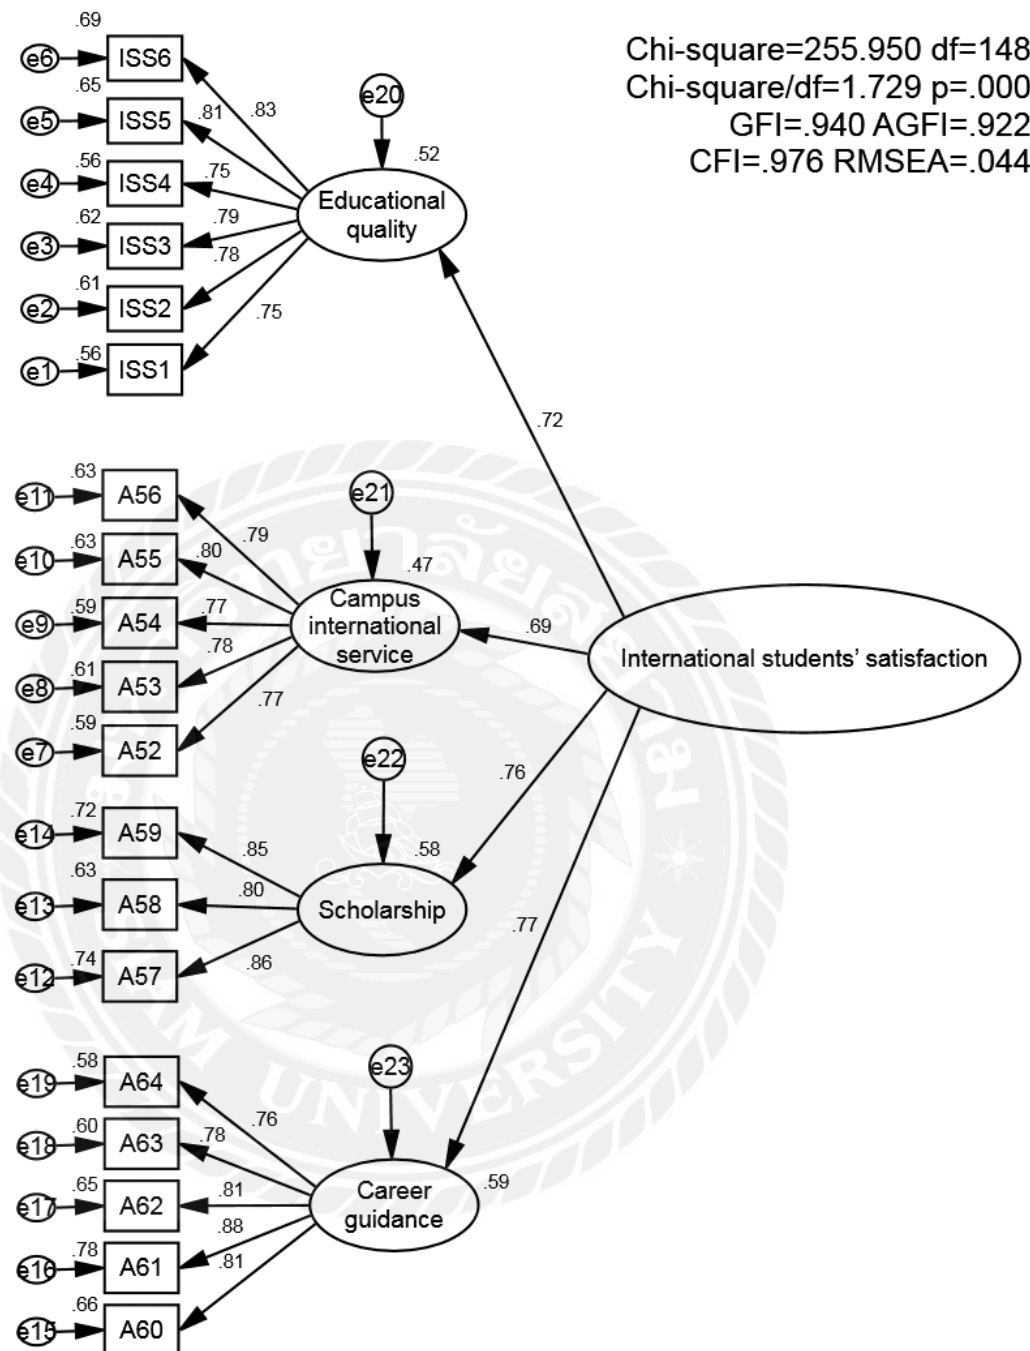 Chi-square=255.950 df=148
Chi-square/df=1.729 p=.000
GFI=.940 AGFI=.922
CFI=.976 RMSEA=.044
.69
e6 ISS6
.83
.65
e5 ISS5
.81
.56
e4 ISS4
.75
.62
e3 ISS3
.79
.61
e2 ISS2
.78
.56
e1 ISS1
.75
e20
.52
Educational
quality
.72
.63
e11 A56
.79
.63
e10 A55
.80
.59
e9 A54
.77
.61
e8 A53
.78
.59
e7 A52
.77
e21
.47
Campus
international
service
.69
International students’ satisfaction
.72
e14 A59
.85
.63
e13 A58
.80
.74
e12 A57
.86
e22
.58
Scholarship
.76
.58
e19 A64
.76
.60
e18 A63
.78
.65
e17 A62
.81
.78
e16 A61
.88
.66
e15 A60
.81
e23
.59
Career
guidance
.77
UNIVERSITY